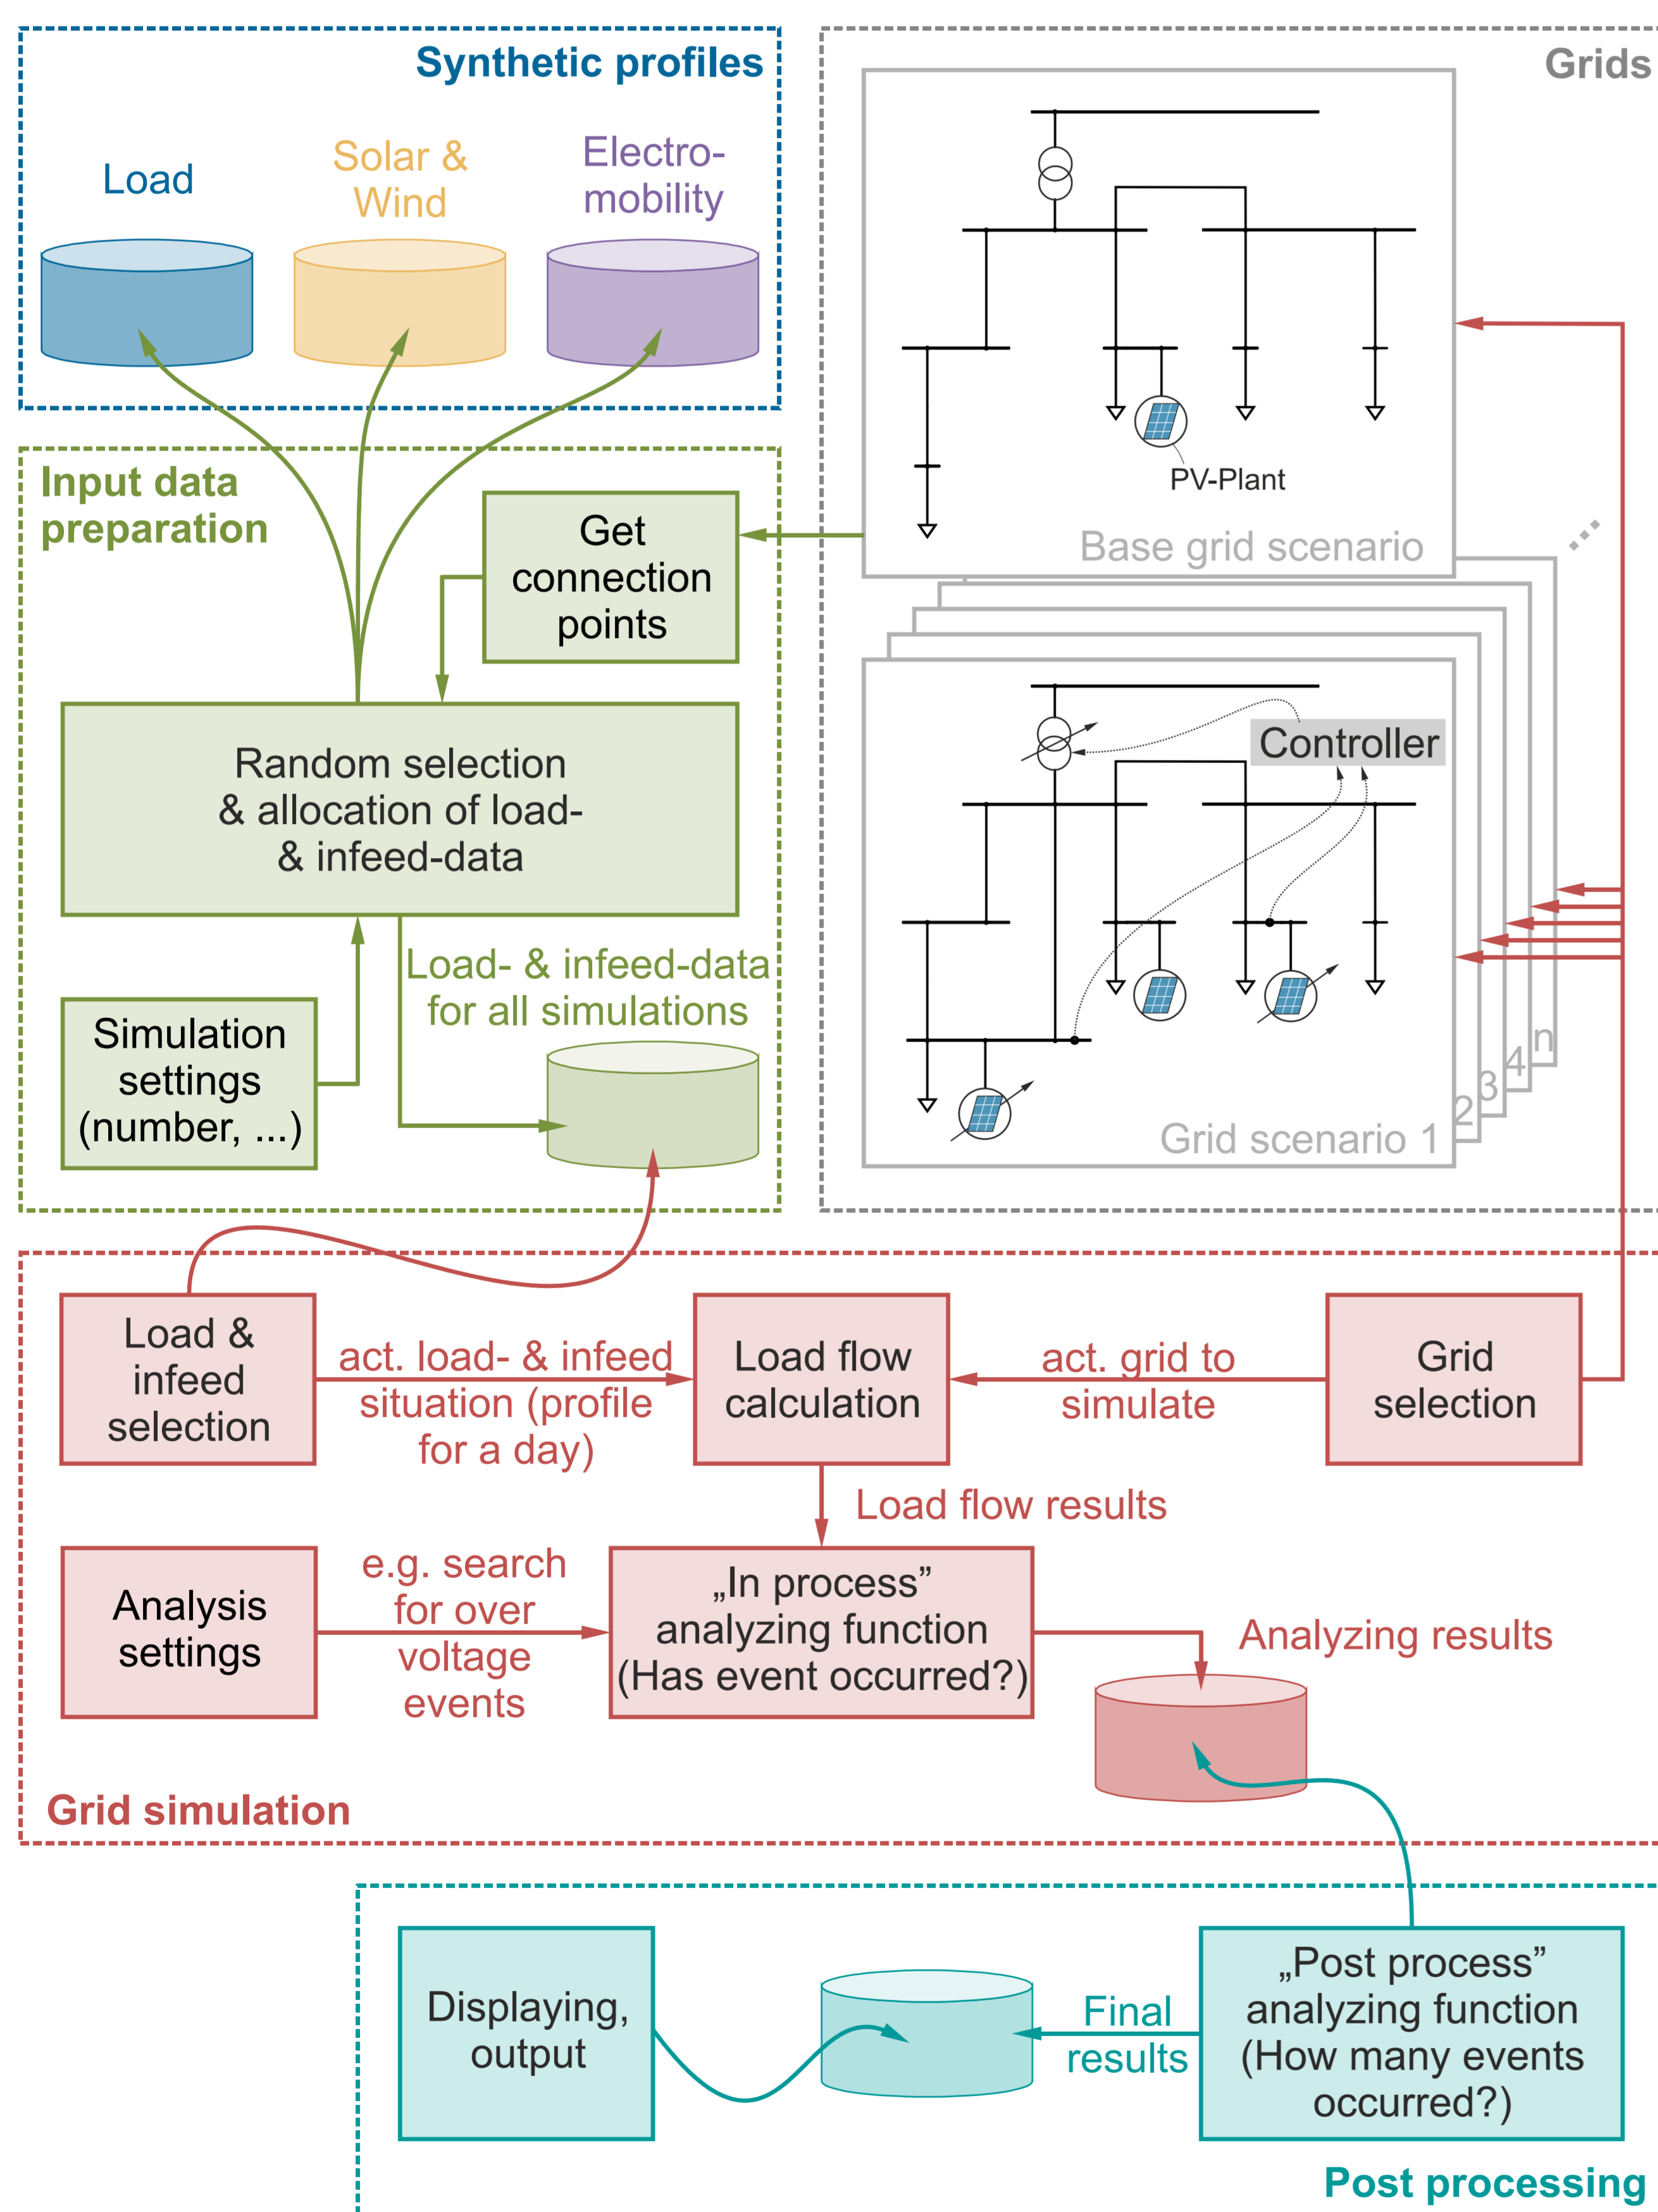 Synthetic profiles
Load
Solar &
Wind
Electro-
mobility
Grids
PV-Plant
Base grid scenario
Controller
Grid scenario 1
2
3
4
n
Input data
preparation
Get
connection
points
Random selection
& allocation of load-
& infeed-data
Load- & infeed-data
for all simulations
Simulation
settings
(number, ...)
Load &
infeed
selection
act. load- & infeed
situation (profile
for a day)
Load flow
calculation
act. grid to
simulate
Grid
selection
Load flow results
Analysis
settings
e.g. search
for over
voltage
events
„In process”
analyzing function
(Has event occurred?)
Analyzing results
Grid simulation
Displaying,
output
Final
results
„Post process”
analyzing function
(How many events
occurred?)
Post processing